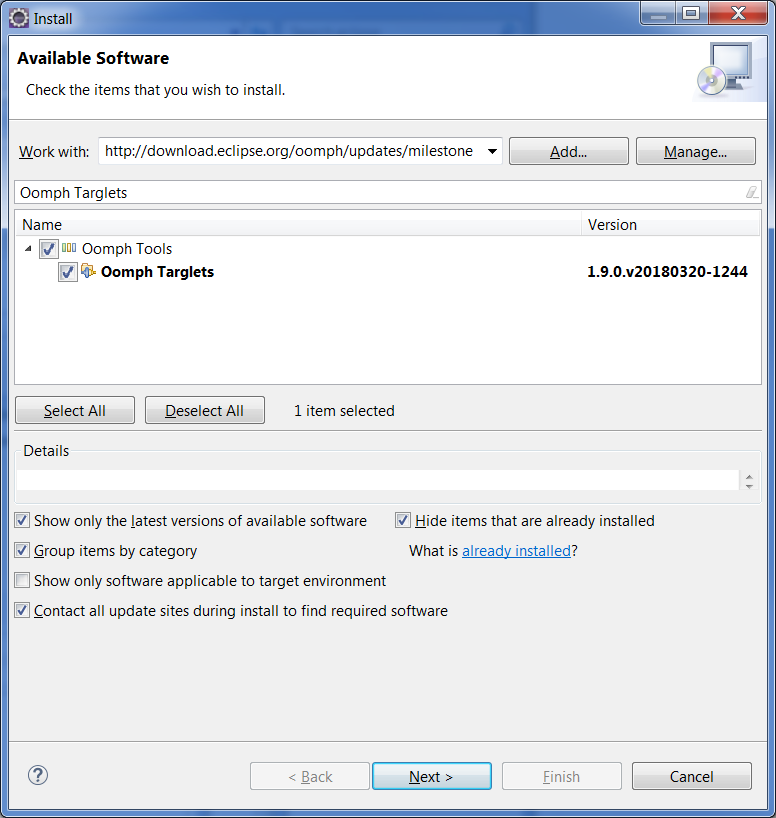 Install
Available Software
Check the items that you wish to install.
Work with: http://download.eclipse.org/oomph/updates/milestone Add... Manage...
Oomph Targlets
Name Version
Oomph Tools
Oomph Targlets 1.9.0.v20180320-1244
Select All Deselect All 1 item selected
Details
Show only the latest versions of available software Hide items that are already installed
Group items by category What is already installed?
Show only software applicable to target environment
Contact all update sites during install to find required software
? < Back Next > Finish Cancel